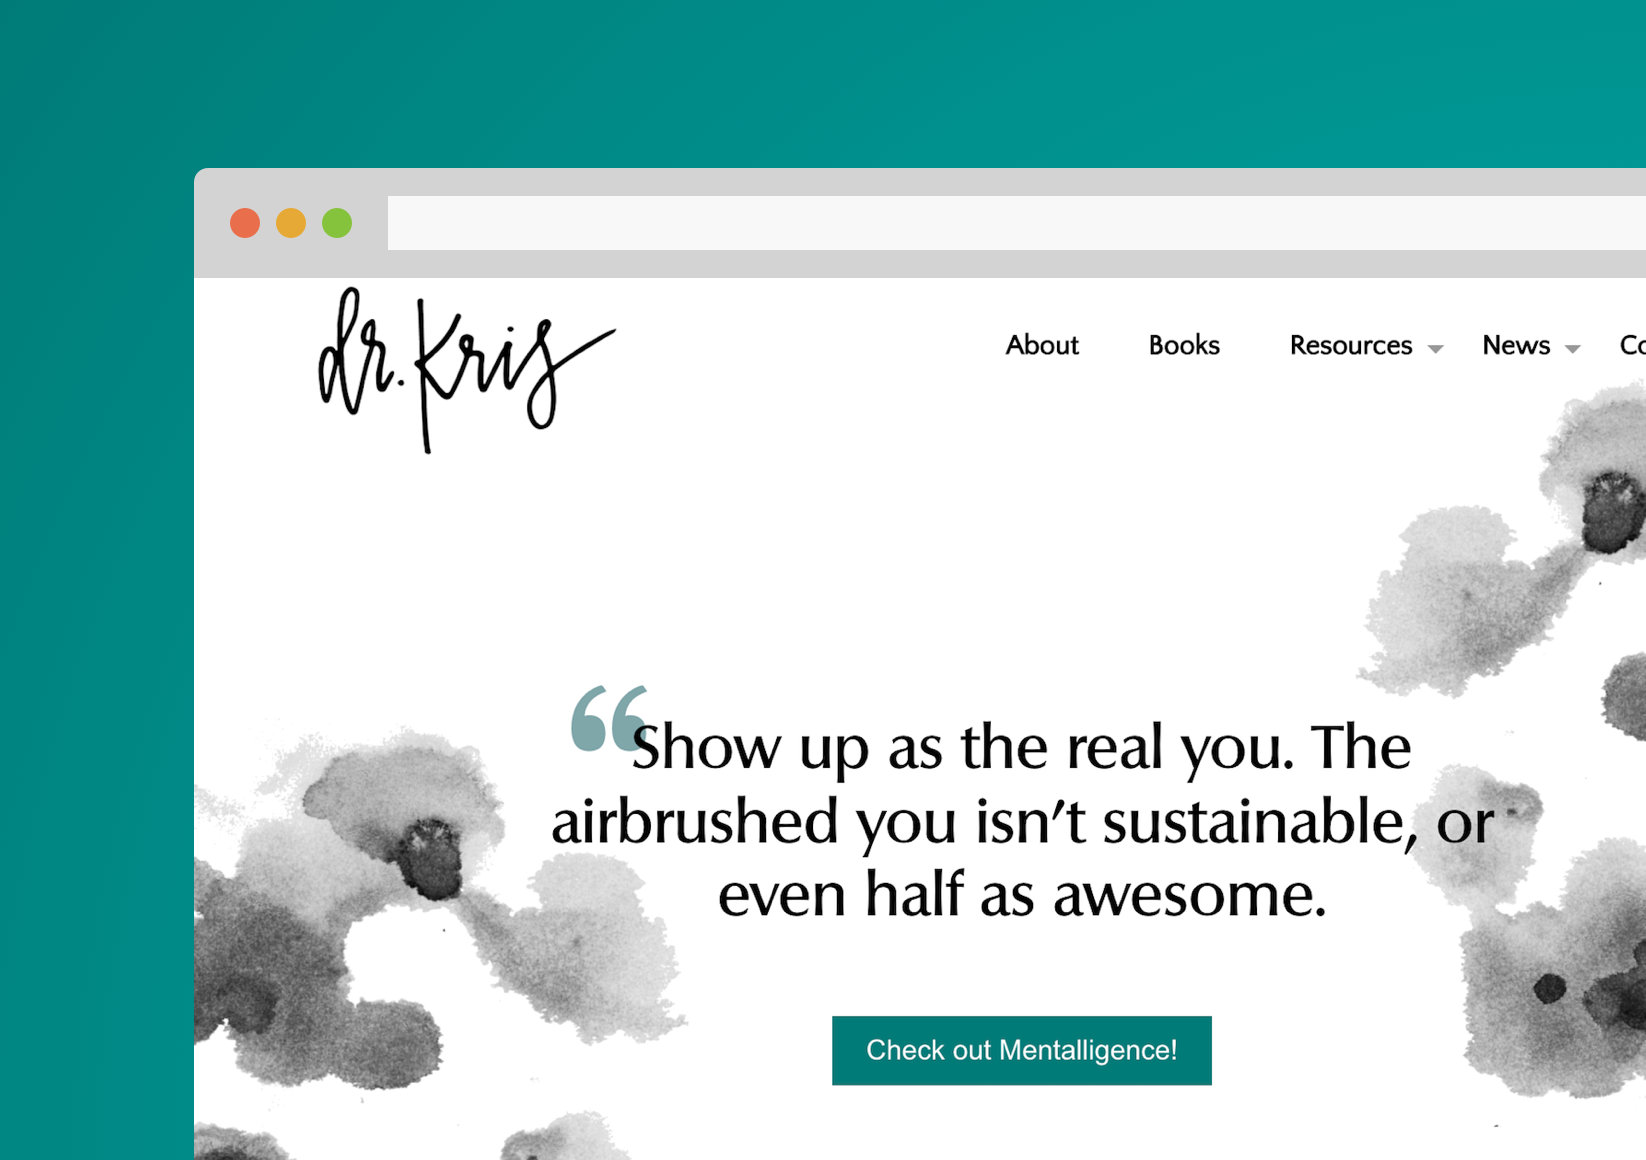 dr. Kris
About Books Resources News Co
“Show up as the real you. The
airbrushed you isn’t sustainable, or
even half as awesome.
Check out Mentalligence!